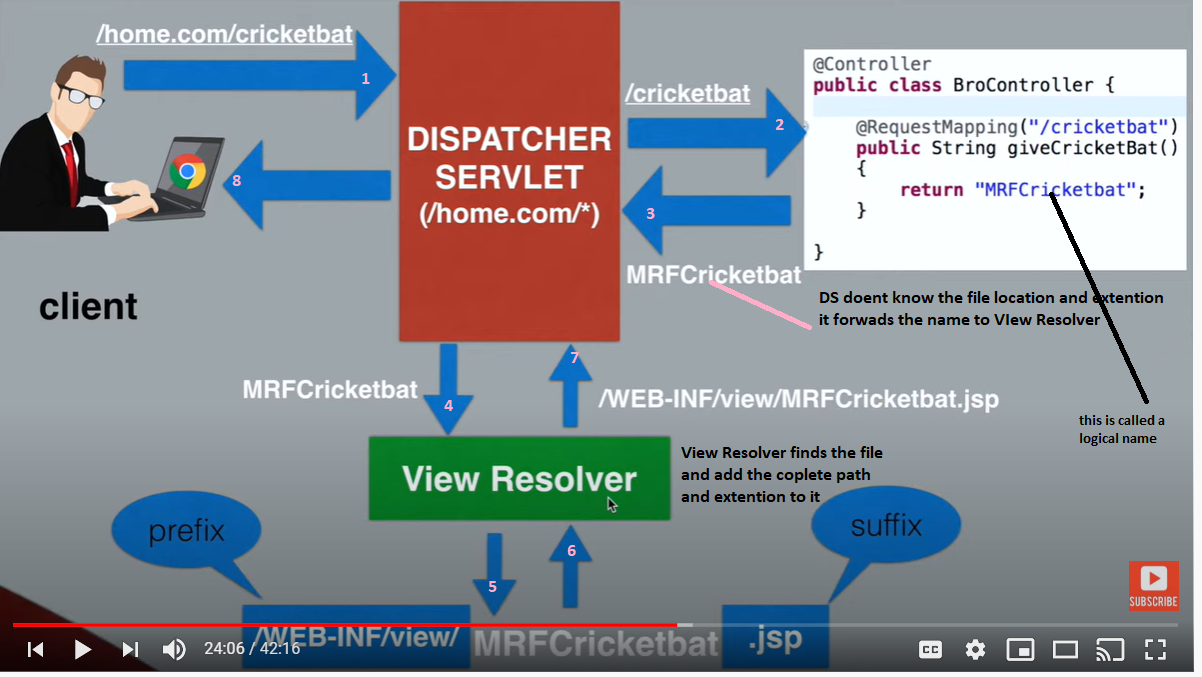 /home.com/cricketbat
1
DISPATCHER
SERVLET
(/home.com/*)
/cricketbat
2
@Controller
public class BroController {
@RequestMapping("/cricketbat")
public String giveCricketBat()
{
return "MRFCricketbat";
}
}
8
3
MRFCricketbat
client
DS doent know the file location and extention
it forwads the name to VIew Resolver
MRFCricketbat
4
7
/WEB-INF/view/MRFCricketbat.jsp
this is called a
logical name
View Resolver
View Resolver finds the file
and add the coplete path
and extention to it
prefix
suffix
5
6
/WEB-INF/view/
MRFCricketbat
.jsp
SUBSCRIBE
24:06 / 42:16
CC